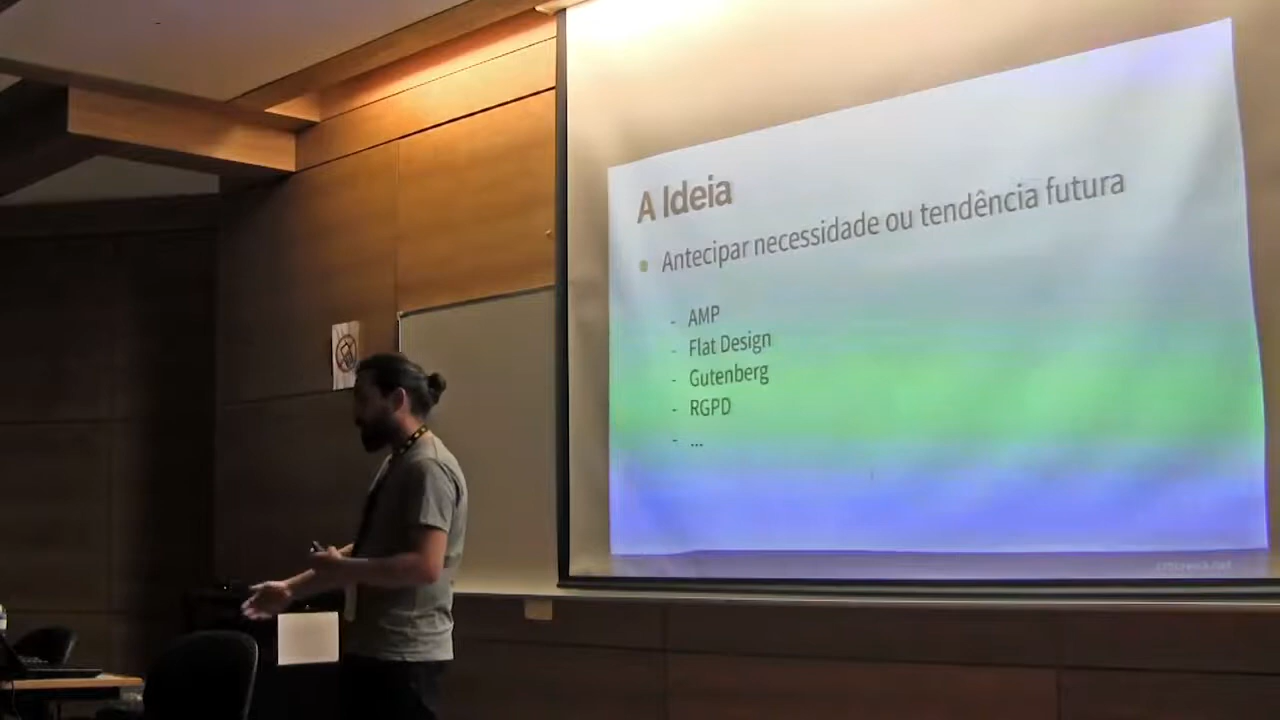 A Ideia
• Antecipar necessidade ou tendência futura
- AMP
- Flat Design
- Gutenberg
- RGPD
- ...